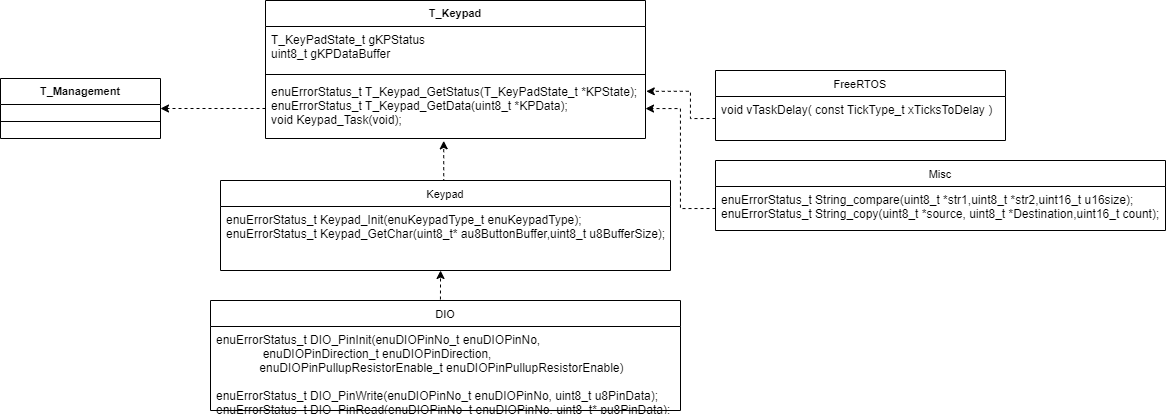 T_Keypad
T_KeyPadState_t gKPStatus
uint8_t gKPDataBuffer
enuErrorStatus_t T_Keypad_GetStatus(T_KeyPadState_t *KPState);
enuErrorStatus_t T_Keypad_GetData(uint8_t *KPData);
void Keypad_Task(void);
T_Management
FreeRTOS
void vTaskDelay( const TickType_t xTicksToDelay )
Misc
enuErrorStatus_t String_compare(uint8_t *str1,uint8_t *str2,uint16_t u16size);
enuErrorStatus_t String_copy(uint8_t *source, uint8_t *Destination,uint16_t count);
Keypad
enuErrorStatus_t Keypad_Init(enuKeypadType_t enuKeypadType);
enuErrorStatus_t Keypad_GetChar(uint8_t* au8ButtonBuffer,uint8_t u8BufferSize);
DIO
enuErrorStatus_t DIO_PinInit(enuDIOPinNo_t enuDIOPinNo,
enuDIOPinDirection_t enuDIOPinDirection,
enuDIOPinPullupResistorEnable_t enuDIOPinPullupResistorEnable)
enuErrorStatus_t DIO_PinWrite(enuDIOPinNo_t enuDIOPinNo, uint8_t u8PinData);
enuErrorStatus_t DIO_PinRead(enuDIOPinNo_t enuDIOPinNo, uint8_t* pu8PinData);